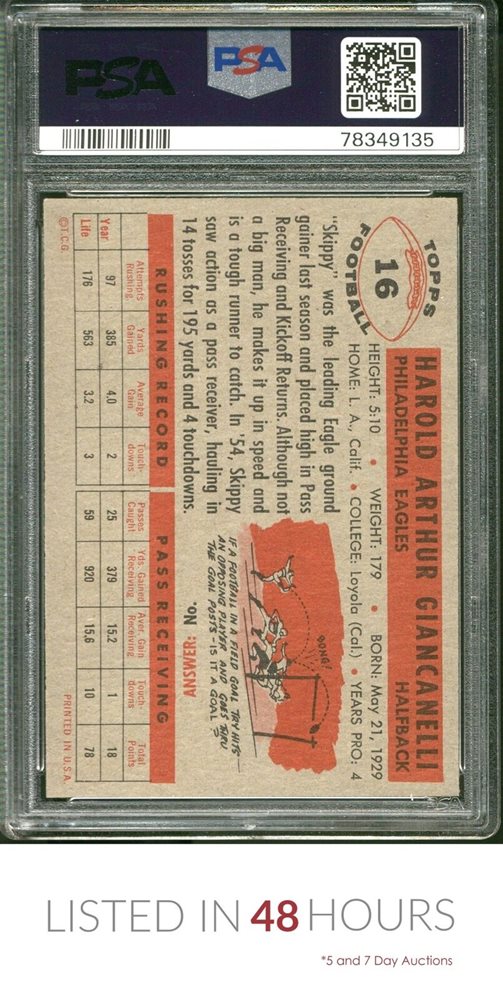 PSA
PSA
78349135
TOPPS
16
FOOTBALL
HAROLD ARTHUR GIANCANELLI
PHILADELPHIA EAGLES HALFBACK
HEIGHT: 5:10 • WEIGHT: 179 • BORN: May 21, 1929
HOME: L. A., Calif. • COLLEGE: Loyola (Cal.) • YEARS PRO: 4
"Skippy" was the leading Eagle ground
gainer last season and placed high in Pass
Receiving and Kickoff Returns. Although not
a big man, he makes it up in speed and
is a tough runner to catch. In '54, Skippy
saw action as a pass receiver, hauling in
14 tosses for 195 yards and 4 touchdowns.
BONG!
IF A FOOTBALL IN A FIELD GOAL TRY HITS
AN OPPOSING PLAYER AND GOES THRU
THE GOAL POSTS IS IT A GOAL?
ANSWER: No.
RUSHING RECORD PASS RECEIVING
Attempts Rushing Yards Gained Average Gain Touch-downs Passes Caught Yds. Gained Receiving Aver. Gain Receiving Touch-downs Total Points
Year 97 385 4.0 2 25 379 15.2 1 18
Life 176 563 3.2 3 59 920 15.6 10 78
©T.C.G. PRINTED IN U.S.A.
LISTED IN 48 HOURS
*5 and 7 Day Auctions